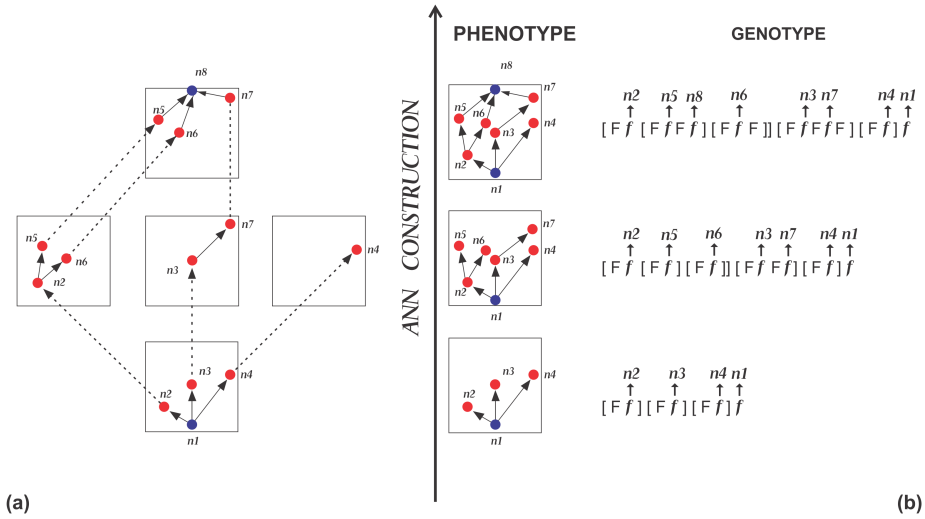 n8
n5
n7
n6
n5
n6
n2
n7
n3
n4
n3
n4
n2
n1
(a)
ANN CONSTRUCTION
PHENOTYPE
GENOTYPE
n8
n7
n5
n6
n4
n3
n2
n1
n2 n5 n8 n6 n3 n7 n4 n1
[ F f [ F f F f ] [ F f F ]] [ F f F f F ] [ F f ] f
n7
n5
n6
n4
n3
n2
n1
n2 n5 n6 n3 n7 n4 n1
[ F f [ F f ] [ F f ]] [ F f F f ] [ F f ] f
n3
n4
n2
n1
n2 n3 n4 n1
[ F f ] [ F f ] [ F f ] f
(b)